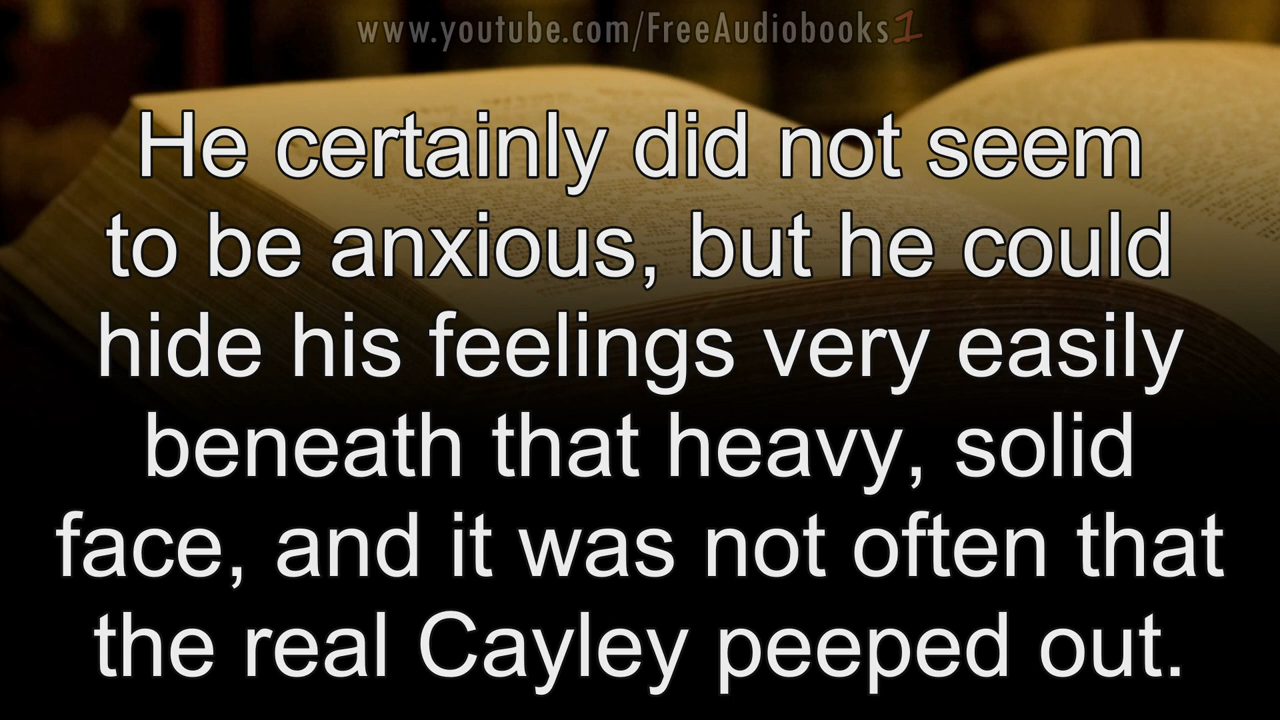 www.youtube.com/FreeAudiobooks1
He certainly did not seem
to be anxious, but he could
hide his feelings very easily
beneath that heavy, solid
face, and it was not often that
the real Cayley peeped out.